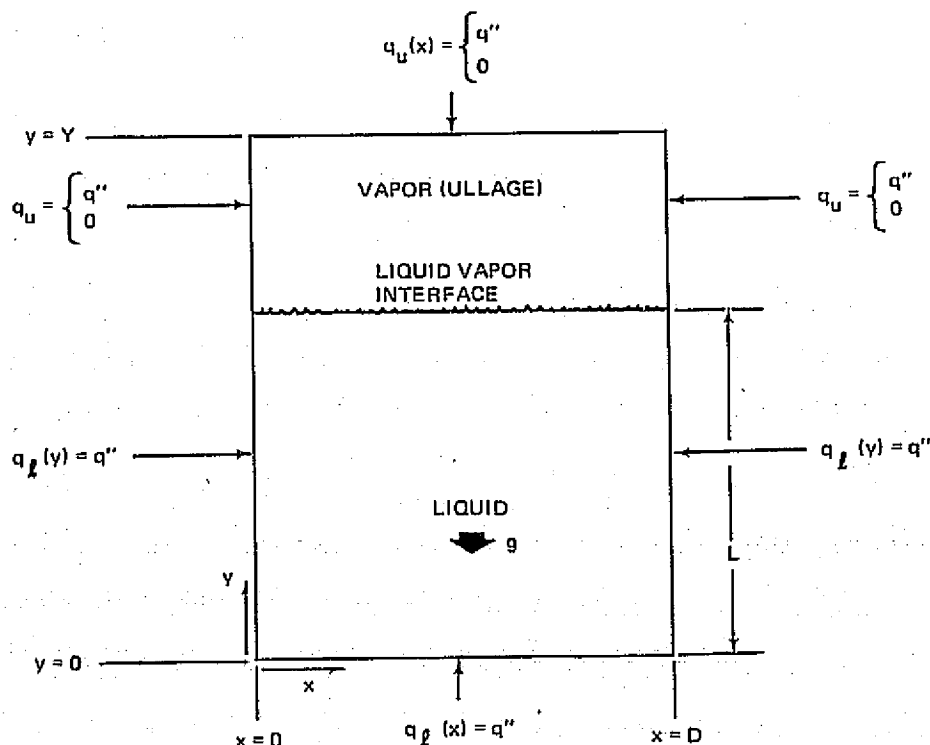 q_u (x) = { q''
0
y = Y
VAPOR (ULLAGE)
q_u = { q''
0
q_u = { q''
0
LIQUID VAPOR
INTERFACE
q_ℓ (y) = q''
q_ℓ (y) = q''
LIQUID
g
L
y
y = 0
x
x = 0
q_ℓ (x) = q''
x = D